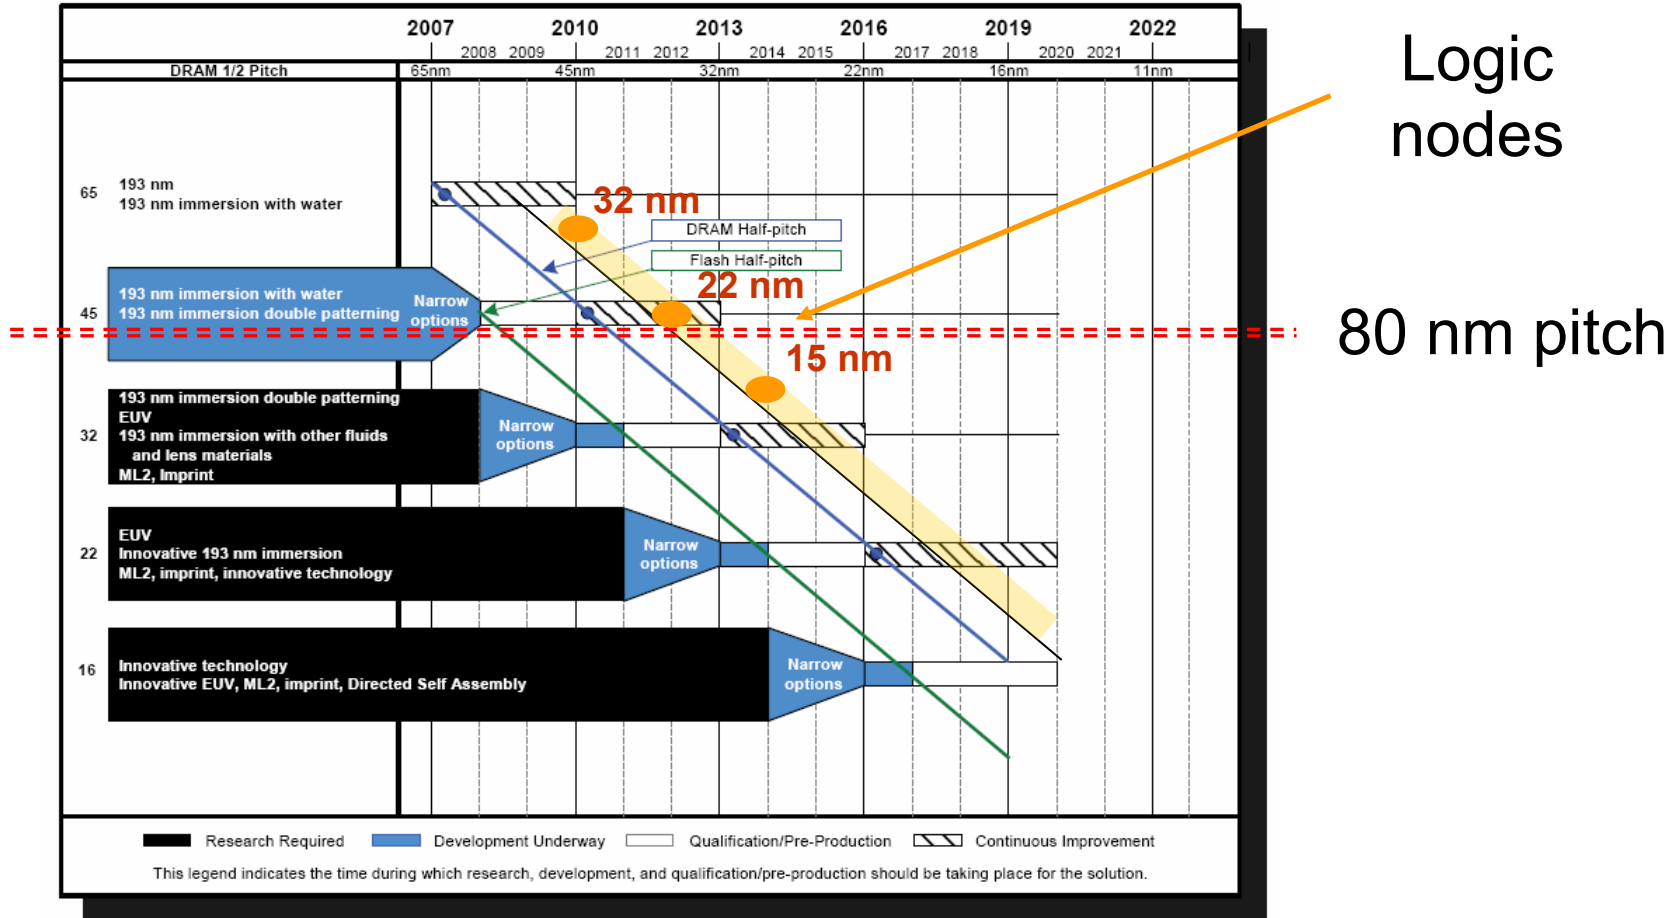 2007 2010 2013 2016 2019 2022
2008 2009 2011 2012 2014 2015 2017 2018 2020 2021
DRAM 1/2 Pitch 65nm 45nm 32nm 22nm 16nm 11nm
Logic
nodes
65
193 nm
193 nm immersion with water
32 nm
DRAM Half-pitch
Flash Half-pitch
22 nm
45
193 nm immersion with water
193 nm immersion double patterning
Narrow
options
80 nm pitch
15 nm
32
193 nm immersion double patterning
EUV
193 nm immersion with other fluids
and lens materials
ML2, Imprint
Narrow
options
22
EUV
Innovative 193 nm immersion
ML2, imprint, innovative technology
Narrow
options
16
Innovative technology
Innovative EUV, ML2, imprint, Directed Self Assembly
Narrow
options
Research Required Development Underway Qualification/Pre-Production Continuous Improvement
This legend indicates the time during which research, development, and qualification/pre-production should be taking place for the solution.